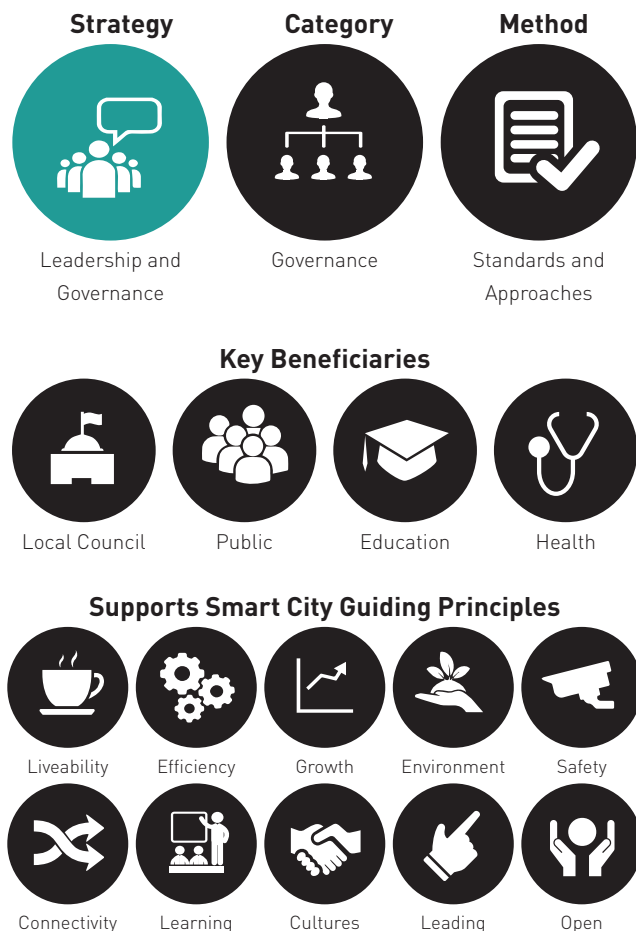 Strategy Category Method
Leadership and Governance Standards and
Governance Approaches
Key Beneficiaries
Local Council Public Education Health
Supports Smart City Guiding Principles
Liveability Efficiency Growth Environment Safety
Connectivity Learning Cultures Leading Open